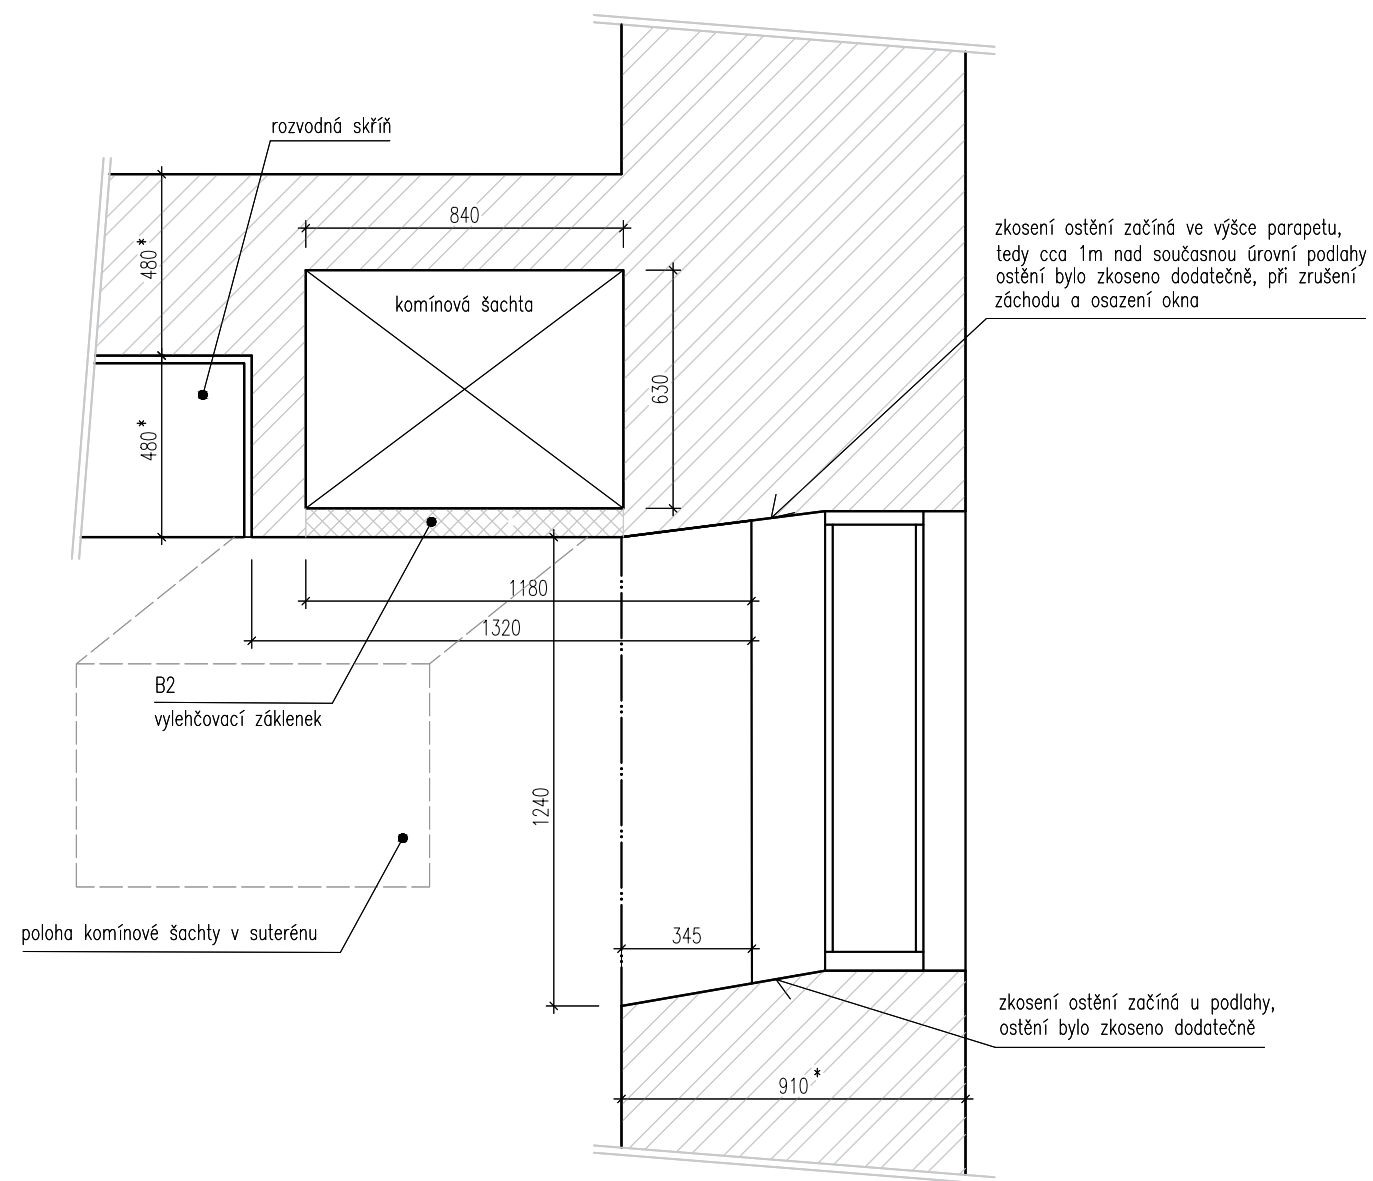 rozvodná skříň
840
480*
zkosení ostění začíná ve výšce parapetu,
tedy cca 1m nad současnou úrovní podlahy
ostění bylo zkoseno dodatečně, při zrušení
záchodu a osazení okna
komínová šachta
630
480*
1180
1320
B2
vylehčovací záklenek
1240
poloha komínové šachty v suterénu
345
zkosení ostění začíná u podlahy,
ostění bylo zkoseno dodatečně
910*